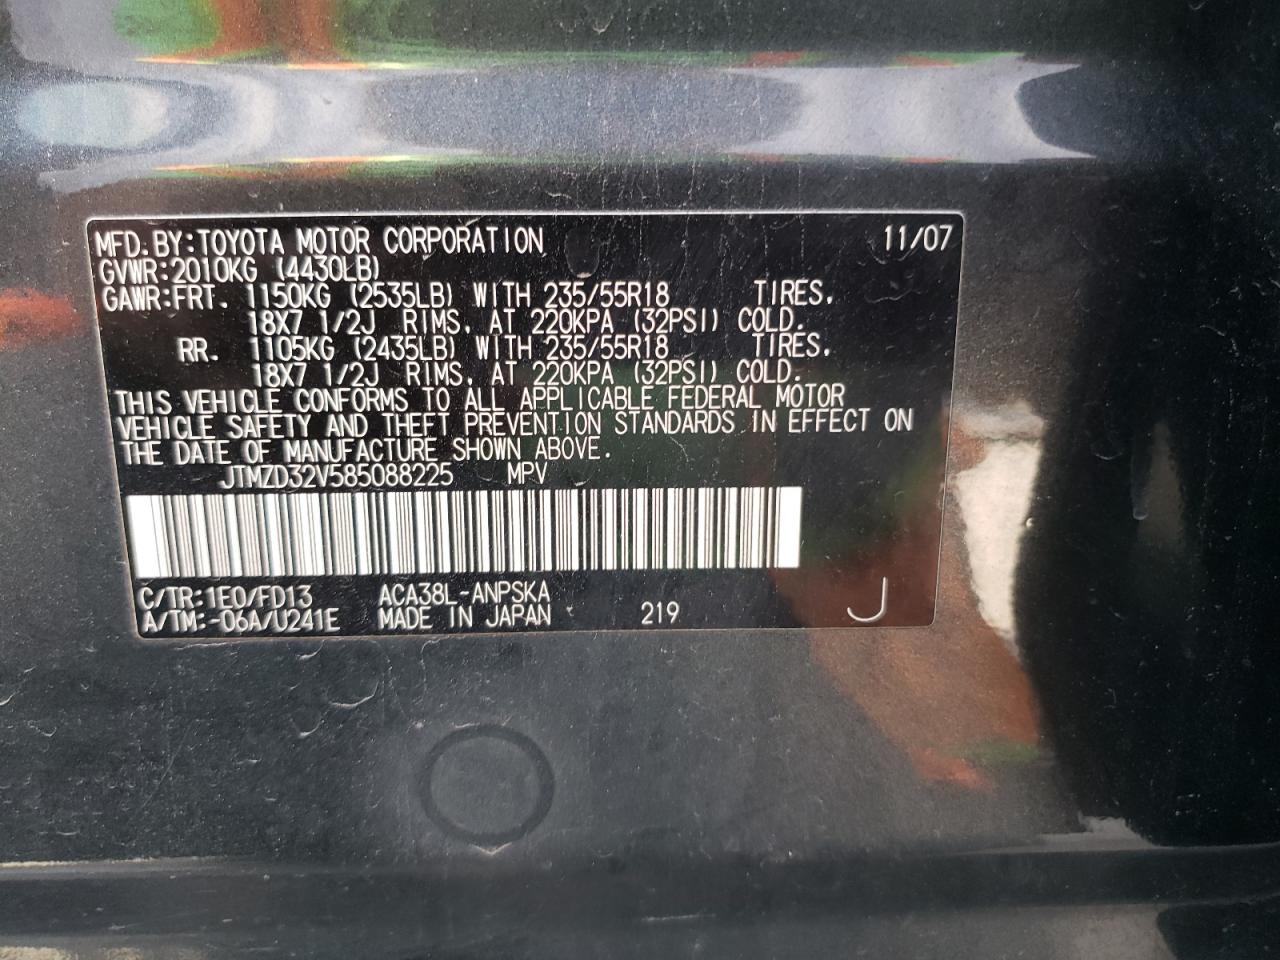 MFD. BY: TOYOTA MOTOR CORPORATION 11/07
GVWR: 2010KG (4430LB)
GAWR: FRT. 1150KG (2535LB) WITH 235/55R18 TIRES.
18X7 1/2J RIMS. AT 220KPA (32PSI) COLD.
RR. 1105KG (2435LB) WITH 235/55R18 TIRES.
18X7 1/2J RIMS. AT 220KPA (32PSI) COLD.
THIS VEHICLE CONFORMS TO ALL APPLICABLE FEDERAL MOTOR
VEHICLE SAFETY AND THEFT PREVENTION STANDARDS IN EFFECT ON
THE DATE OF MANUFACTURE SHOWN ABOVE.
JTMZD32V585088225 MPV
C/TR: 1E0/FD13 ACA38L-ANPSKA
A/TM: -06A/U241E MADE IN JAPAN 219 J